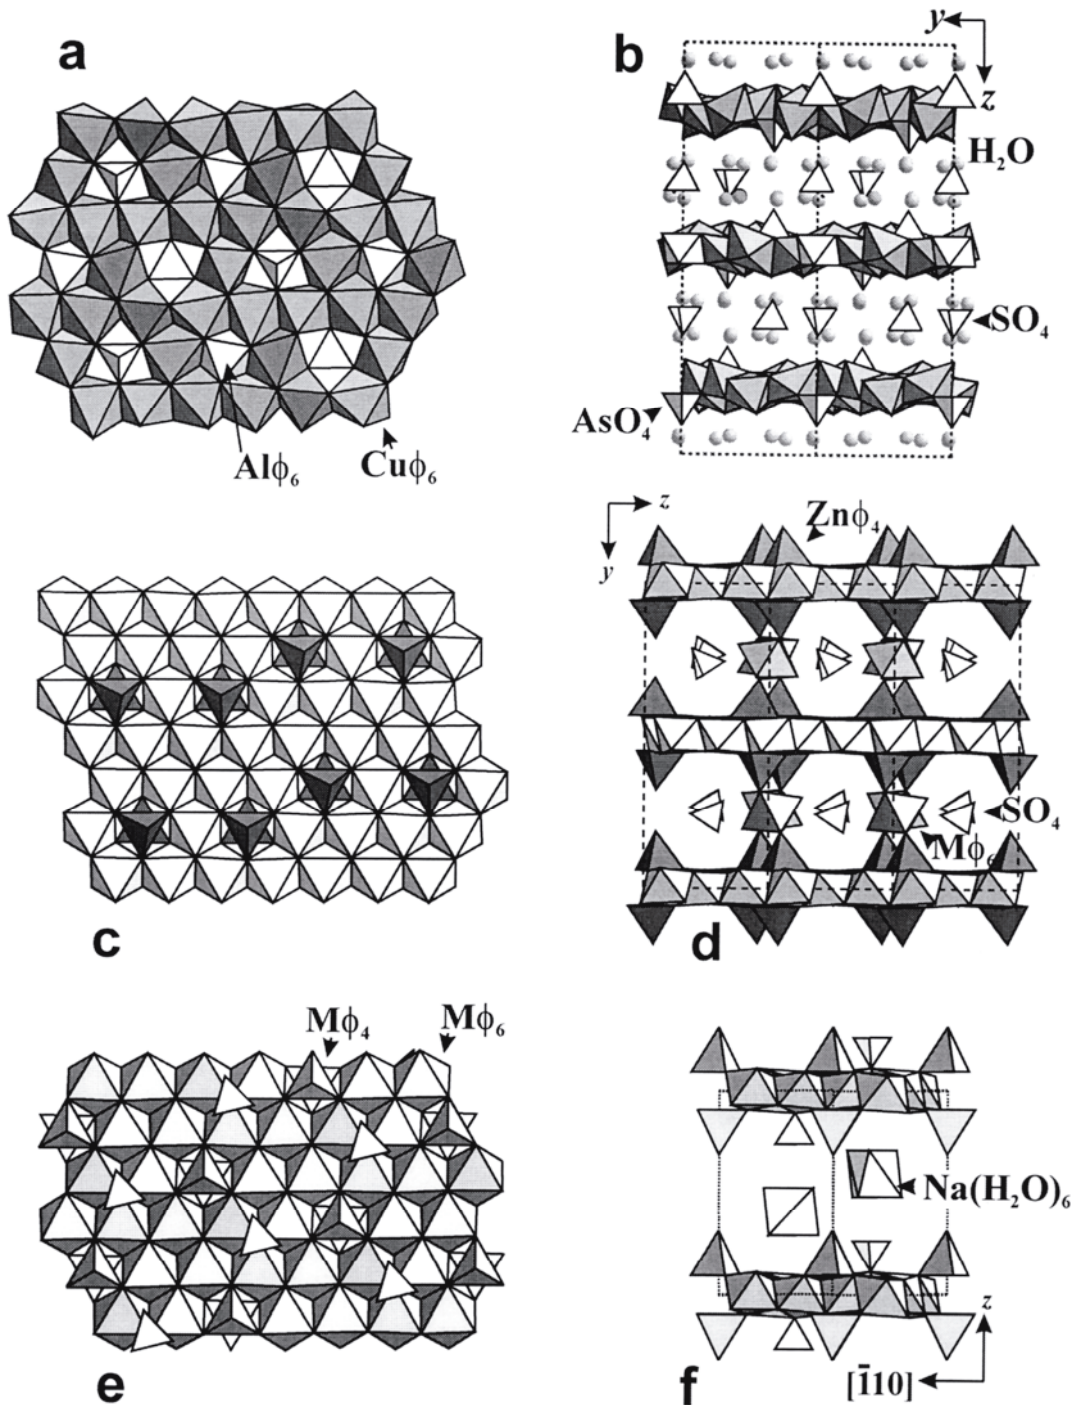 a
Alϕ₆
Cuϕ₆
b
y
z
H₂O
SO₄
AsO₄
c
z
y
Znϕ₄
SO₄
Mϕ₆
d
Mϕ₄
Mϕ₆
e
Na(H₂O)₆
z
[1̄10]
f